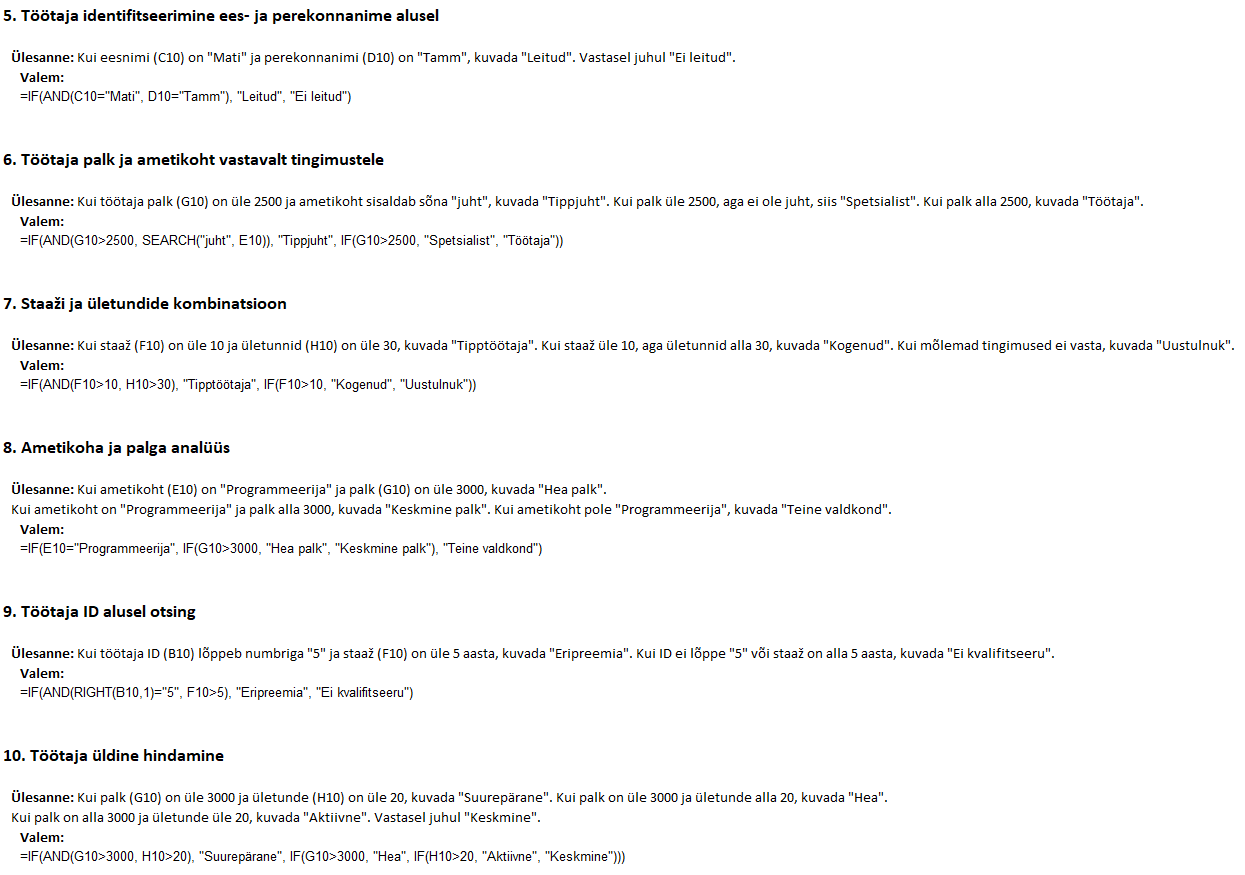 5. Töötaja identifitseerimine ees- ja perekonnanime alusel
Ülesanne: Kui eesnimi (C10) on "Mati" ja perekonnanimi (D10) on "Tamm", kuvada "Leitud". Vastasel juhul "Ei leitud".
Valem:
=IF(AND(C10="Mati", D10="Tamm"), "Leitud", "Ei leitud")
6. Töötaja palk ja ametikoht vastavalt tingimustele
Ülesanne: Kui töötaja palk (G10) on üle 2500 ja ametikoht sisaldab sõna "juht", kuvada "Tippjuht". Kui palk üle 2500, aga ei ole juht, siis "Spetsialist". Kui palk alla 2500, kuvada "Töötaja".
Valem:
=IF(AND(G10>2500, SEARCH("juht", E10)), "Tippjuht", IF(G10>2500, "Spetsialist", "Töötaja"))
7. Staaži ja ületundide kombinatsioon
Ülesanne: Kui staaž (F10) on üle 10 ja ületunnid (H10) on üle 30, kuvada "Tipptöötaja". Kui staaž üle 10, aga ületunnid alla 30, kuvada "Kogenud". Kui mõlemad tingimused ei vasta, kuvada "Uustulnuk".
Valem:
=IF(AND(F10>10, H10>30), "Tipptöötaja", IF(F10>10, "Kogenud", "Uustulnuk"))
8. Ametikoha ja palga analüüs
Ülesanne: Kui ametikoht (E10) on "Programmeerija" ja palk (G10) on üle 3000, kuvada "Hea palk".
Kui ametikoht on "Programmeerija" ja palk alla 3000, kuvada "Keskmine palk". Kui ametikoht pole "Programmeerija", kuvada "Teine valdkond".
Valem:
=IF(E10="Programmeerija", IF(G10>3000, "Hea palk", "Keskmine palk"), "Teine valdkond")
9. Töötaja ID alusel otsing
Ülesanne: Kui töötaja ID (B10) lõppeb numbriga "5" ja staaž (F10) on üle 5 aasta, kuvada "Eripreemia". Kui ID ei lõppe "5" või staaž on alla 5 aasta, kuvada "Ei kvalifitseeru".
Valem:
=IF(AND(RIGHT(B10,1)="5", F10>5), "Eripreemia", "Ei kvalifitseeru")
10. Töötaja üldine hindamine
Ülesanne: Kui palk (G10) on üle 3000 ja ületunde (H10) on üle 20, kuvada "Suurepärane". Kui palk on üle 3000 ja ületunde alla 20, kuvada "Hea".
Kui palk on alla 3000 ja ületunde üle 20, kuvada "Aktiivne". Vastasel juhul "Keskmine".
Valem:
=IF(AND(G10>3000, H10>20), "Suurepärane", IF(G10>3000, "Hea", IF(H10>20, "Aktiivne", "Keskmine")))